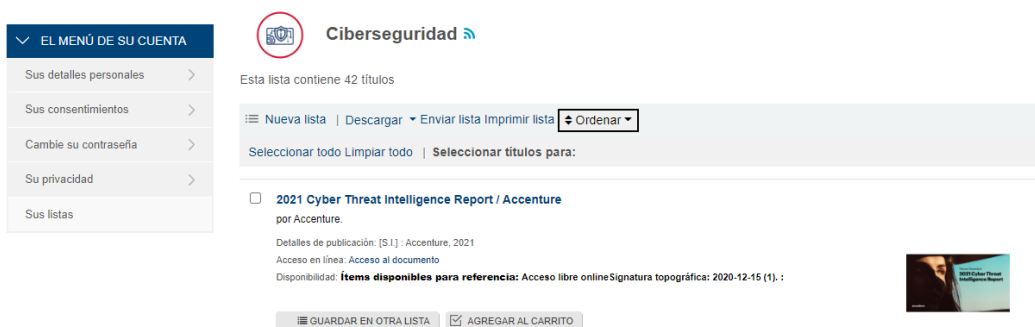 EL MENÚ DE SU CUENTA
Sus detalles personales
Sus consentimientos
Cambie su contraseña
Su privacidad
Sus listas
Ciberseguridad
Esta lista contiene 42 títulos
Nueva lista | Descargar Enviar lista Imprimir lista Ordenar
Seleccionar todo Limpiar todo | Seleccionar títulos para:
2021 Cyber Threat Intelligence Report / Accenture
por Accenture.
Detalles de publicación: [S.l.] : Accenture, 2021
Acceso en línea: Acceso al documento
Disponibilidad: Ítems disponibles para referencia: Acceso libre onlineSignatura topográfica: 2020-12-15 (1). :
2021 Cyber Threat
Intelligence Report
GUARDAR EN OTRA LISTA AGREGAR AL CARRITO